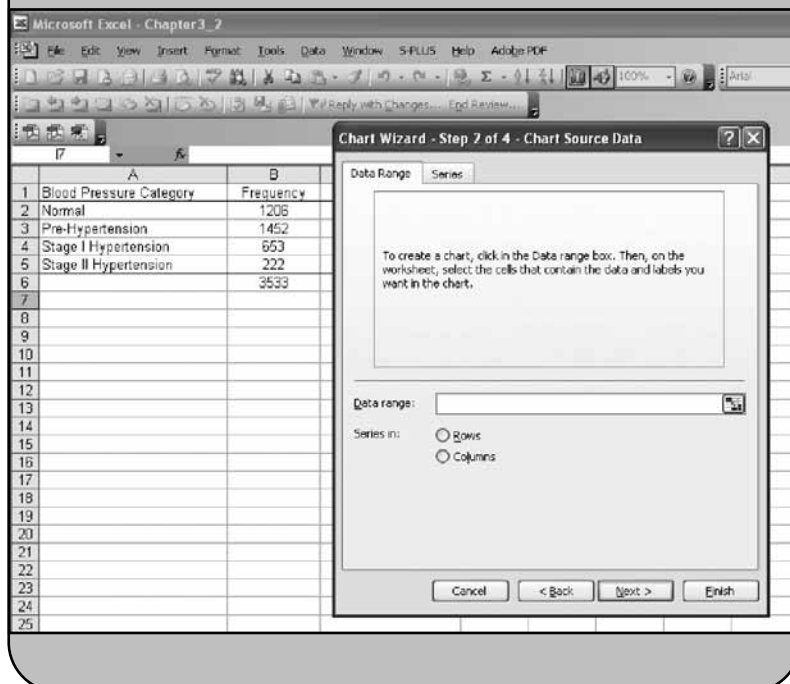 Microsoft Excel - Chapter3_2
File Edit View Insert Format Tools Data Window S-PLUS Help Adobe PDF
100% Arial
Reply with Changes... End Review...
I7 fx
A B
1 Blood Pressure Category Frequency
2 Normal 1206
3 Pre-Hypertension 1452
4 Stage I Hypertension 653
5 Stage II Hypertension 222
6 3533
7
8
9
10
11
12
13
14
15
16
17
18
19
20
21
22
23
24
25
Chart Wizard - Step 2 of 4 - Chart Source Data
Data Range Series
To create a chart, click in the Data range box. Then, on the
worksheet, select the cells that contain the data and labels you
want in the chart.
Data range:
Series in: Rows
Columns
Cancel < Back Next > Finish